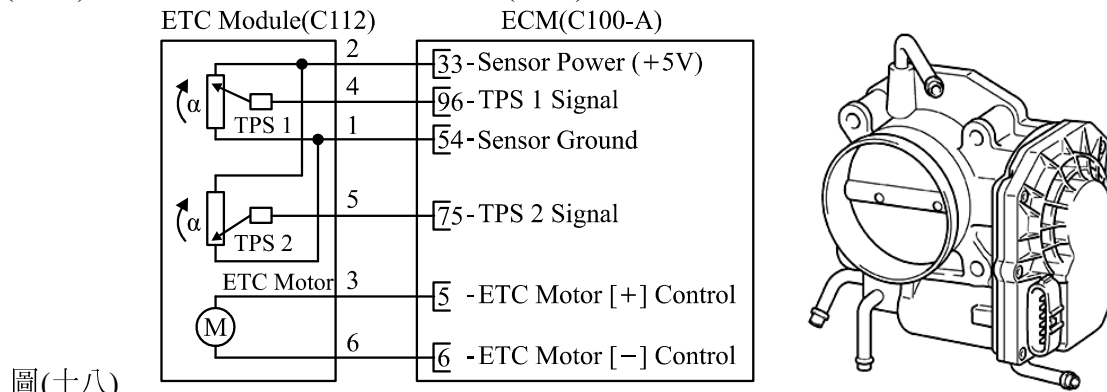 ETC Module(C112) ECM(C100-A)
2 33-Sensor Power (+5V)
4 96-TPS 1 Signal
α TPS 1
1 54-Sensor Ground
5 75-TPS 2 Signal
α TPS 2
ETC Motor 3 5 -ETC Motor [+] Control
M
6 6 -ETC Motor [−] Control
圖(十八)